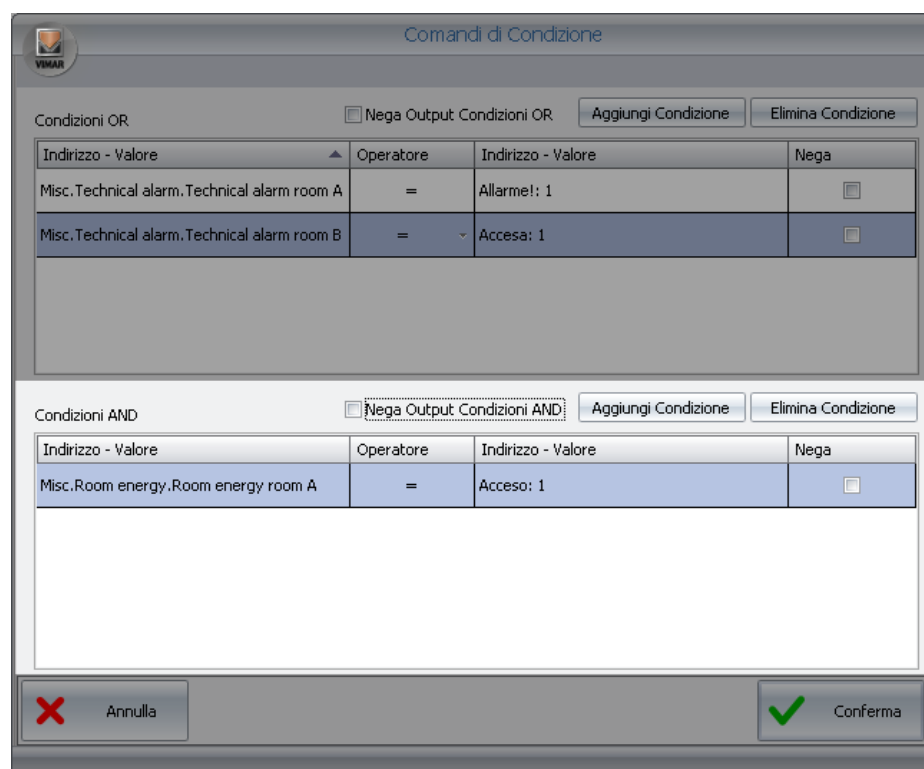 Comandi di Condizione
VIMAR
Condizioni OR
Nega Output Condizioni OR
Aggiungi Condizione
Elimina Condizione
Indirizzo - Valore Operatore Indirizzo - Valore Nega
Misc.Technical alarm.Technical alarm room A = Allarme!: 1
Misc.Technical alarm.Technical alarm room B = Accesa: 1
Condizioni AND
Nega Output Condizioni AND
Aggiungi Condizione
Elimina Condizione
Indirizzo - Valore Operatore Indirizzo - Valore Nega
Misc.Room energy.Room energy room A = Acceso: 1
Annulla
Conferma